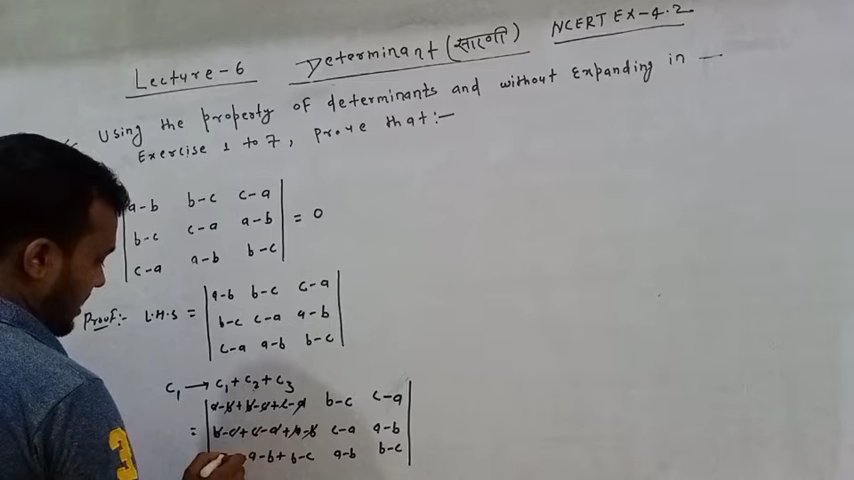 Lecture-6 Determinant (सारणी) NCERT EX-4.2
Using the property of determinants and without Expanding in —
Exercise 1 to 7, prove that:—
a-b b-c c-a
b-c c-a a-b = 0
c-a a-b b-c
Proof:- L.H.S = a-b b-c c-a
b-c c-a a-b
c-a a-b b-c
C₁ → C₁ + C₂ + C₃
= a-b+b-c+c-a b-c c-a
b-c+c-a+a-b c-a a-b
a-b+b-c a-b b-c
3